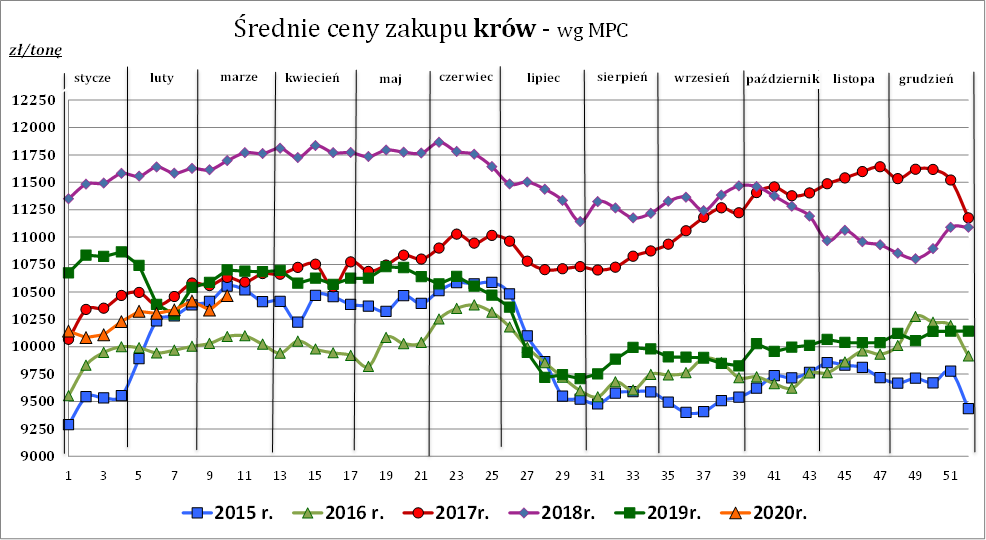 Średnie ceny zakupu krów - wg MPC
zł/tonę
stycze luty marze kwiecień maj czerwiec lipiec sierpień wrzesień październik listopa grudzień
12250
12000
11750
11500
11250
11000
10750
10500
10250
10000
9750
9500
9250
9000
1 3 5 7 9 11 13 15 17 19 21 23 25 27 29 31 33 35 37 39 41 43 45 47 49 51
2015 r. 2016 r. 2017r. 2018r. 2019r. 2020r.